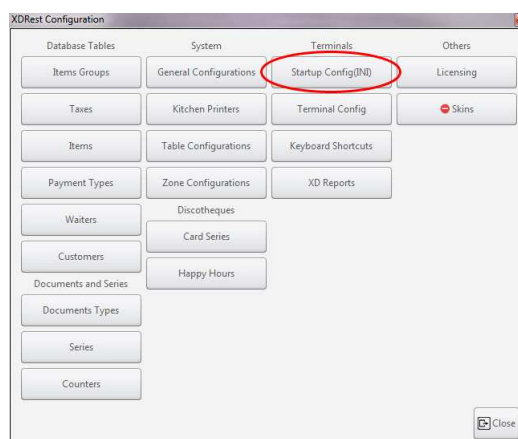 XDRest Configuration
Database Tables System Terminals Others
Items Groups General Configurations Startup Config(INI) Licensing
Taxes Kitchen Printers Terminal Config Skins
Items Table Configurations Keyboard Shortcuts
Payment Types Zone Configurations XD Reports
Waiters Discotheques
Card Series
Customers
Happy Hours
Documents and Series
Documents Types
Series
Counters
Close